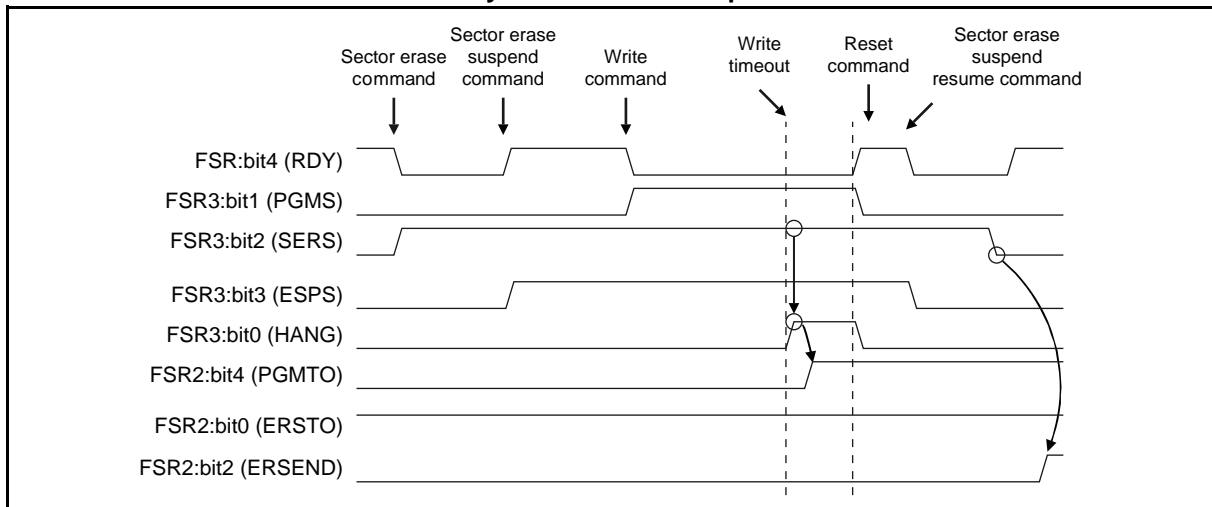 Sector erase
command
Sector erase
suspend
command
Write
command
Write
timeout
Reset
command
Sector erase
suspend
resume command
FSR:bit4 (RDY)
FSR3:bit1 (PGMS)
FSR3:bit2 (SERS)
FSR3:bit3 (ESPS)
FSR3:bit0 (HANG)
FSR2:bit4 (PGMTO)
FSR2:bit0 (ERSTO)
FSR2:bit2 (ERSEND)